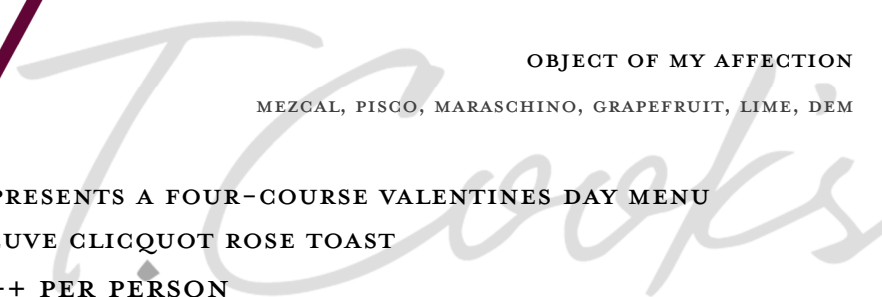 T. Cook's
OBJECT OF MY AFFECTION
MEZCAL, PISCO, MARASCHINO, GRAPEFRUIT, LIME, DEM
PRESENTS A FOUR-COURSE VALENTINES DAY MENU
CLICQUOT ROSE TOAST
PER PERSON